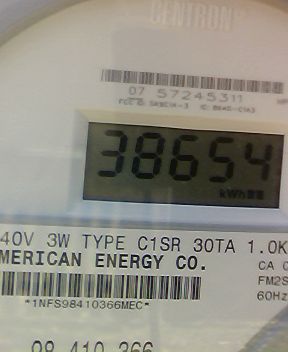 CENTRON®
07 57245311
38654
kWh
40V 3W TYPE C1SR 30TA 1.0K
MERICAN ENERGY CO.
CA 0
FM2S
60Hz
*1NFS98410366MEC*
98 410 366